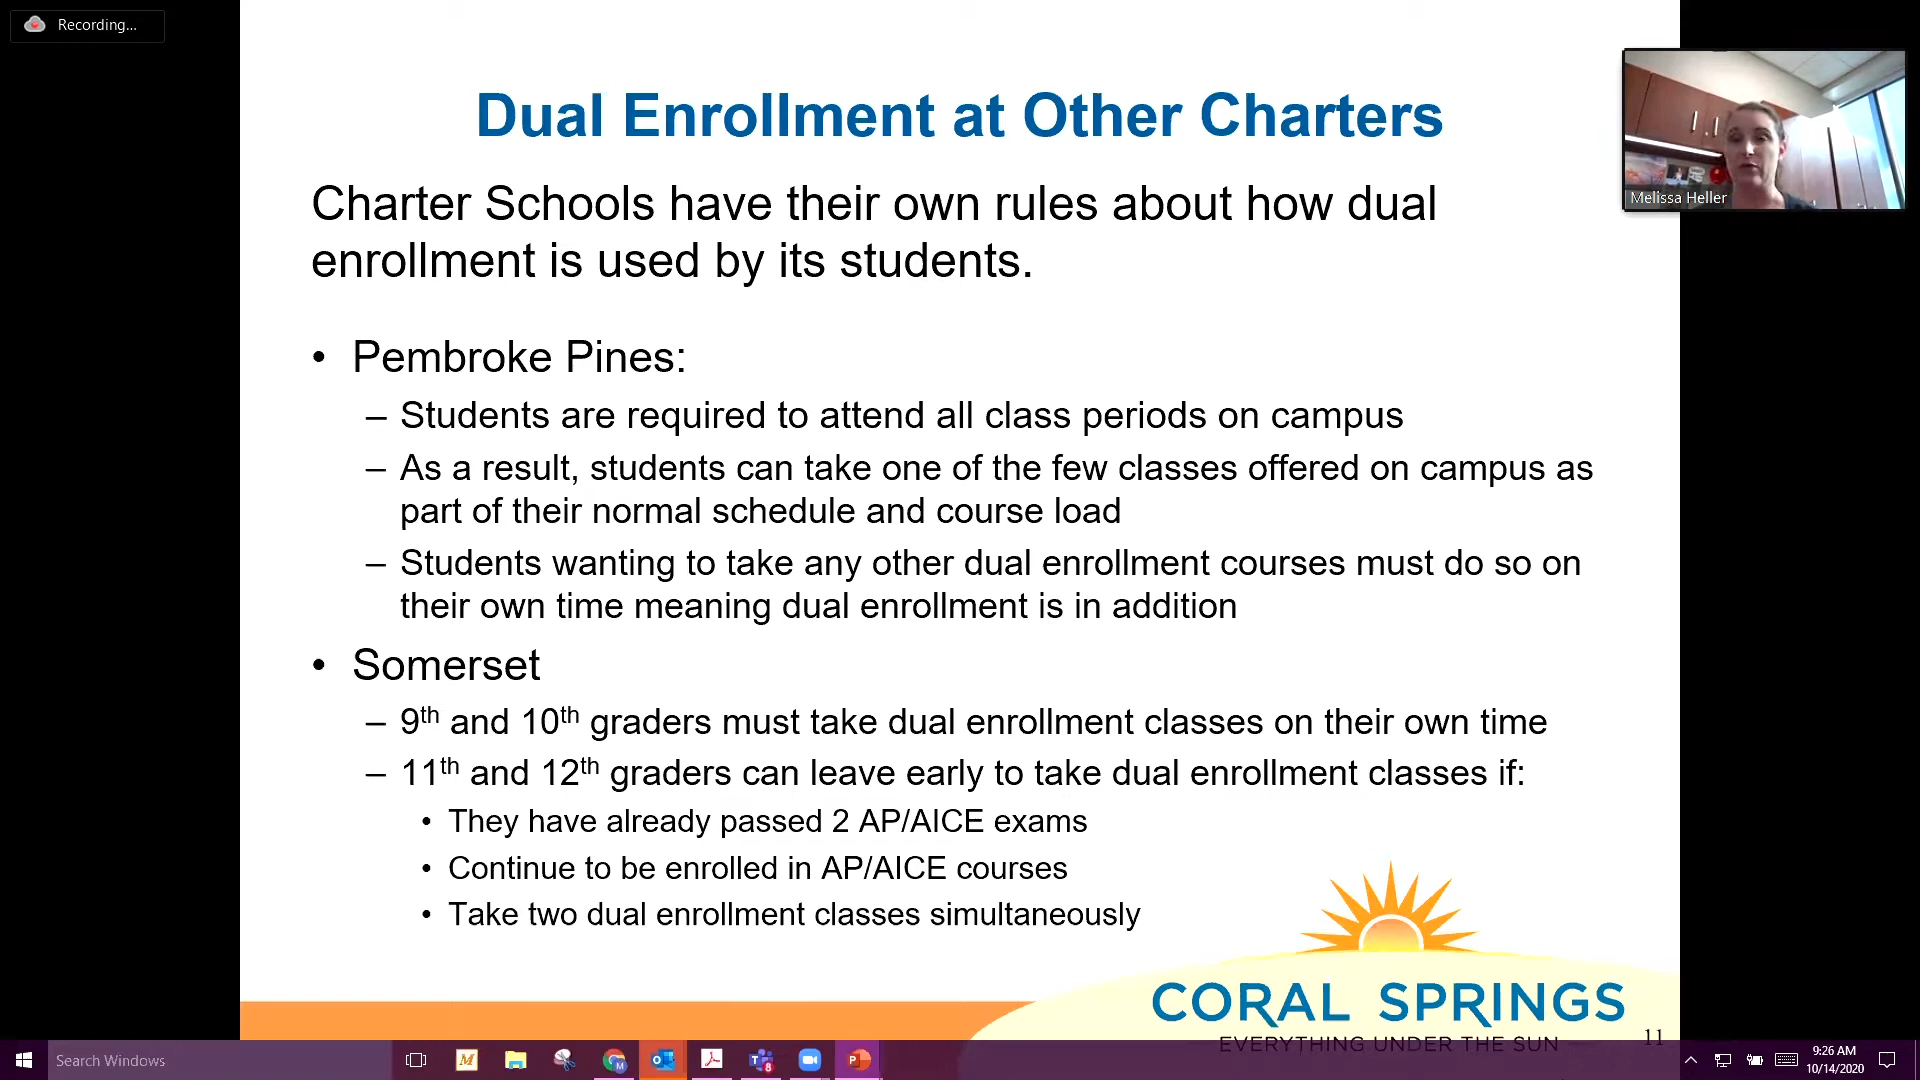 Recording...
Dual Enrollment at Other Charters
Melissa Heller
Charter Schools have their own rules about how dual
enrollment is used by its students.
• Pembroke Pines:
– Students are required to attend all class periods on campus
– As a result, students can take one of the few classes offered on campus as
part of their normal schedule and course load
– Students wanting to take any other dual enrollment courses must do so on
their own time meaning dual enrollment is in addition
• Somerset
– 9th and 10th graders must take dual enrollment classes on their own time
– 11th and 12th graders can leave early to take dual enrollment classes if:
• They have already passed 2 AP/AICE exams
• Continue to be enrolled in AP/AICE courses
• Take two dual enrollment classes simultaneously
CORAL SPRINGS
EVERYTHING UNDER THE SUN
11
Search Windows
9:26 AM
10/14/2020